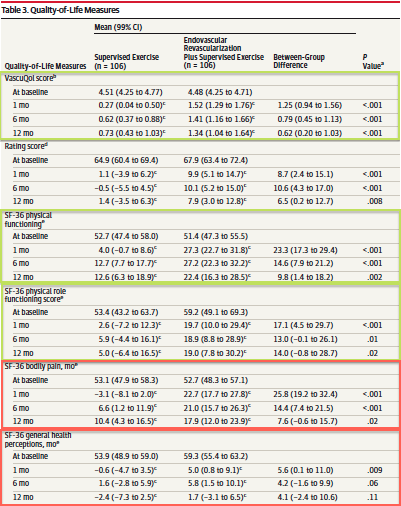 Table 3. Quality-of-Life Measures
Mean (99% CI)
Quality-of-Life Measures Supervised Exercise (n = 106) Endovascular Revascularization Plus Supervised Exercise (n = 106) Between-Group Difference P Valueᵃ
VascuQol scoreᵇ
At baseline 4.51 (4.25 to 4.77) 4.48 (4.25 to 4.71)
1 mo 0.27 (0.04 to 0.50)ᶜ 1.52 (1.29 to 1.76)ᶜ 1.25 (0.94 to 1.56) <.001
6 mo 0.62 (0.37 to 0.88)ᶜ 1.41 (1.16 to 1.66)ᶜ 0.79 (0.45 to 1.13) <.001
12 mo 0.73 (0.43 to 1.03)ᶜ 1.34 (1.04 to 1.64)ᶜ 0.62 (0.20 to 1.03) <.001
Rating scoreᵈ
At baseline 64.9 (60.4 to 69.4) 67.9 (63.4 to 72.4)
1 mo 1.1 (-3.9 to 6.2)ᶜ 9.9 (5.1 to 14.7)ᶜ 8.7 (2.4 to 15.1) <.001
6 mo -0.5 (-5.5 to 4.5)ᶜ 10.1 (5.2 to 15.0)ᶜ 10.6 (4.3 to 17.0) <.001
12 mo 1.4 (-3.5 to 6.3)ᶜ 7.9 (3.0 to 12.8)ᶜ 6.5 (0.2 to 12.7) .008
SF-36 physical
functioningᵉ
At baseline 52.7 (47.4 to 58.0) 51.4 (47.3 to 55.5)
1 mo 4.0 (-0.7 to 8.6)ᶜ 27.3 (22.7 to 31.8)ᶜ 23.3 (17.3 to 29.4) <.001
6 mo 12.7 (7.7 to 17.7)ᶜ 27.2 (22.3 to 32.2)ᶜ 14.6 (7.9 to 21.2) <.001
12 mo 12.6 (6.3 to 18.9)ᶜ 22.4 (16.3 to 28.5)ᶜ 9.8 (1.4 to 18.2) .002
SF-36 physical role
functioning scoreᵉ
At baseline 53.4 (43.2 to 63.7) 59.2 (49.1 to 69.3)
1 mo 2.6 (-7.2 to 12.3)ᶜ 19.7 (10.0 to 29.4)ᶜ 17.1 (4.5 to 29.7) <.001
6 mo 5.9 (-4.4 to 16.1)ᶜ 18.9 (8.8 to 28.9)ᶜ 13.0 (-0.1 to 26.1) .01
12 mo 5.0 (-6.4 to 16.5)ᶜ 19.0 (7.8 to 30.2)ᶜ 14.0 (-0.8 to 28.7) .02
SF-36 bodily pain, moᵉ
At baseline 53.1 (47.9 to 58.3) 52.7 (48.3 to 57.1)
1 mo -3.1 (-8.1 to 2.0)ᶜ 22.7 (17.7 to 27.8)ᶜ 25.8 (19.2 to 32.4) <.001
6 mo 6.6 (1.2 to 11.9)ᶜ 21.0 (15.7 to 26.3)ᶜ 14.4 (7.4 to 21.5) <.001
12 mo 10.4 (4.3 to 16.5)ᶜ 17.9 (12.0 to 23.9)ᶜ 7.6 (-0.6 to 15.7) .02
SF-36 general health
perceptions, moᵉ
At baseline 53.9 (48.9 to 59.0) 59.3 (55.4 to 63.2)
1 mo -0.6 (-4.7 to 3.5)ᶜ 5.0 (0.8 to 9.1)ᶜ 5.6 (0.1 to 11.0) .009
6 mo 1.6 (-2.8 to 5.9)ᶜ 5.8 (1.5 to 10.1)ᶜ 4.2 (-1.6 to 9.9) .06
12 mo -2.4 (-7.3 to 2.5)ᶜ 1.7 (-3.1 to 6.5)ᶜ 4.1 (-2.4 to 10.6) .11